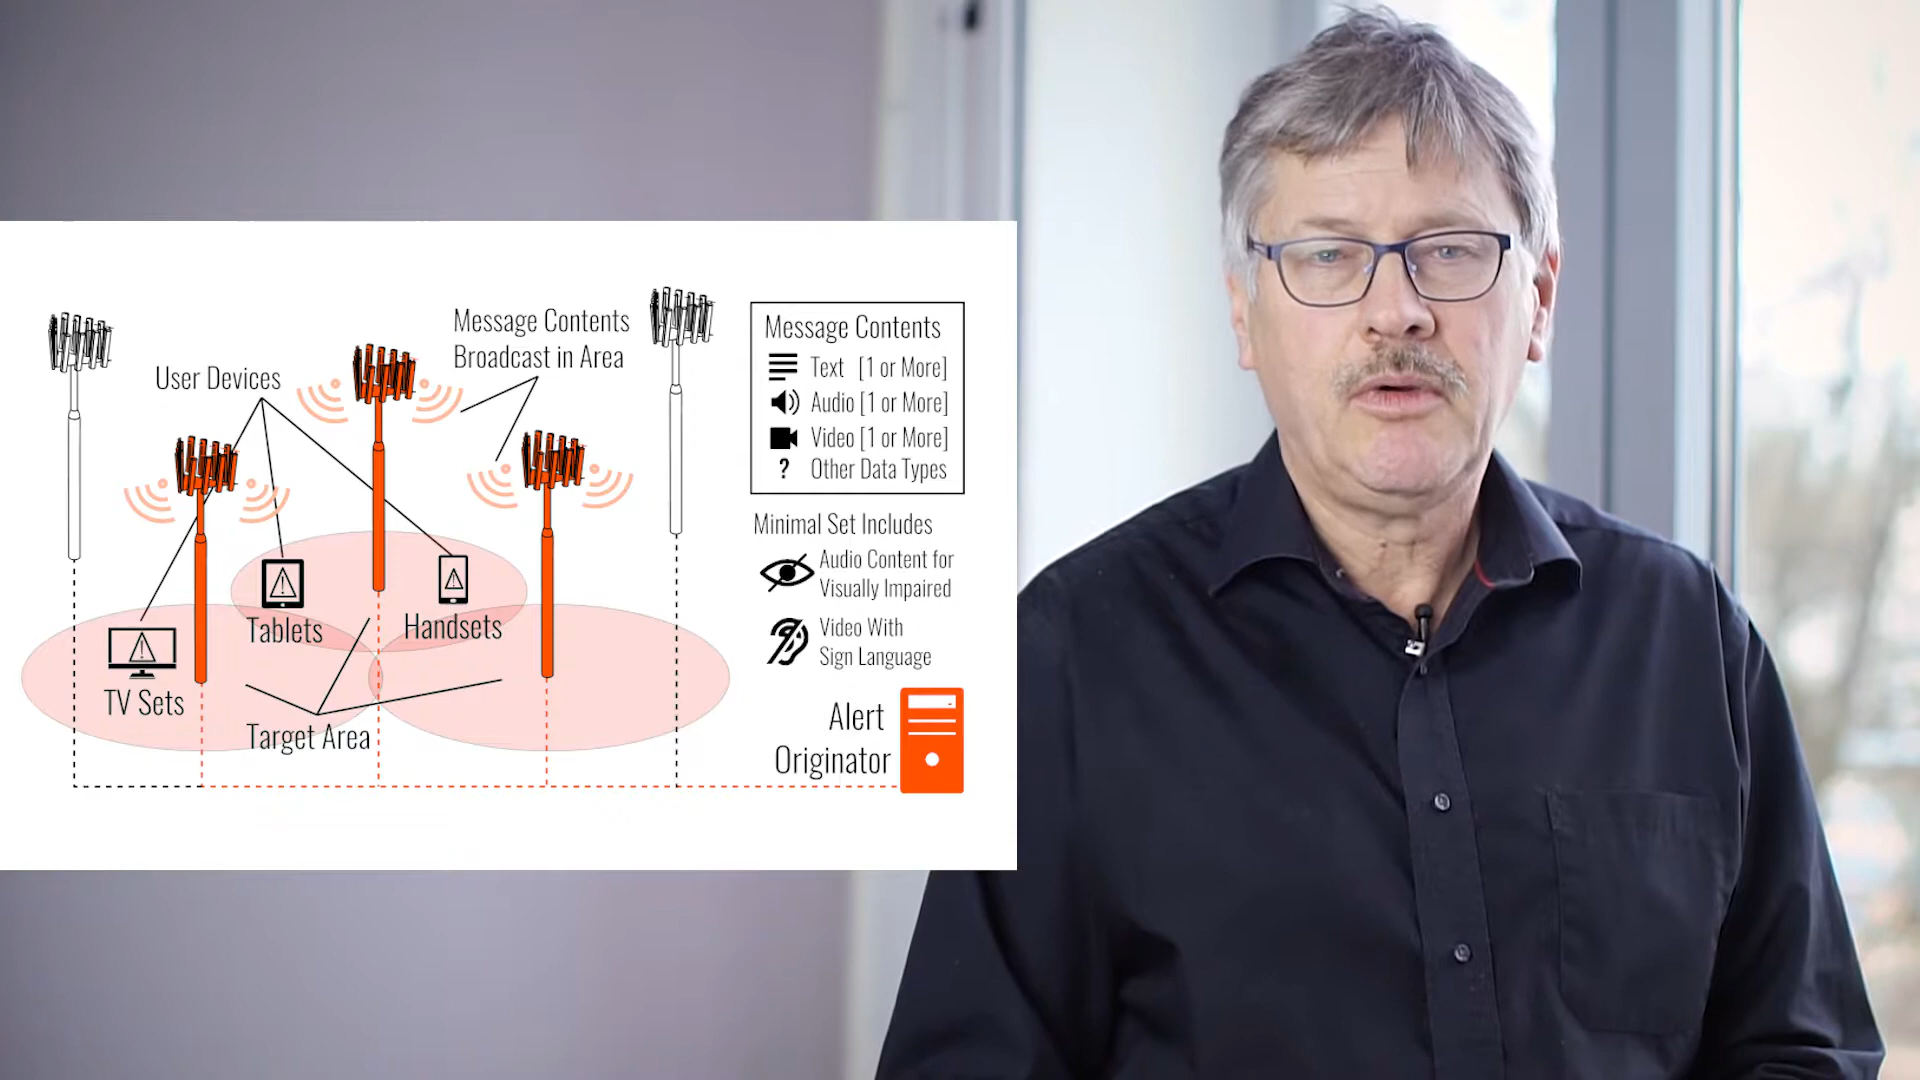 Message Contents
Broadcast in Area
User Devices
Tablets
Handsets
TV Sets
Target Area
Message Contents
Text [1 or More]
Audio [1 or More]
Video [1 or More]
? Other Data Types
Minimal Set Includes
Audio Content for
Visually Impaired
Video With
Sign Language
Alert
Originator